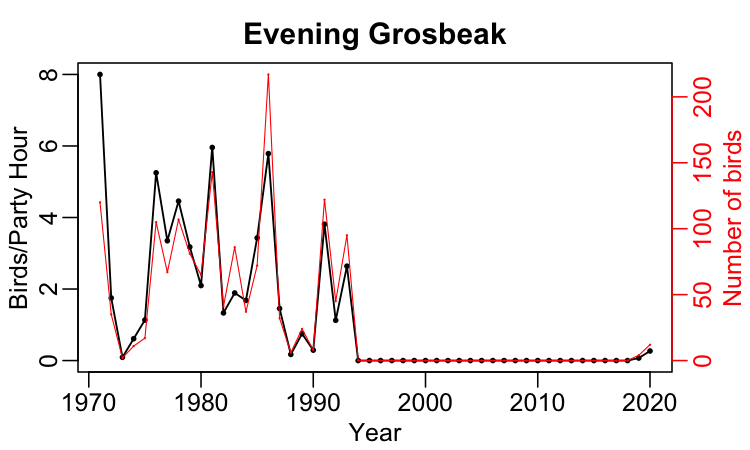 Evening Grosbeak
Birds/Party Hour
0 2 4 6 8
1970 1980 1990 2000 2010 2020
Year
0 50 100 150 200
Number of birds